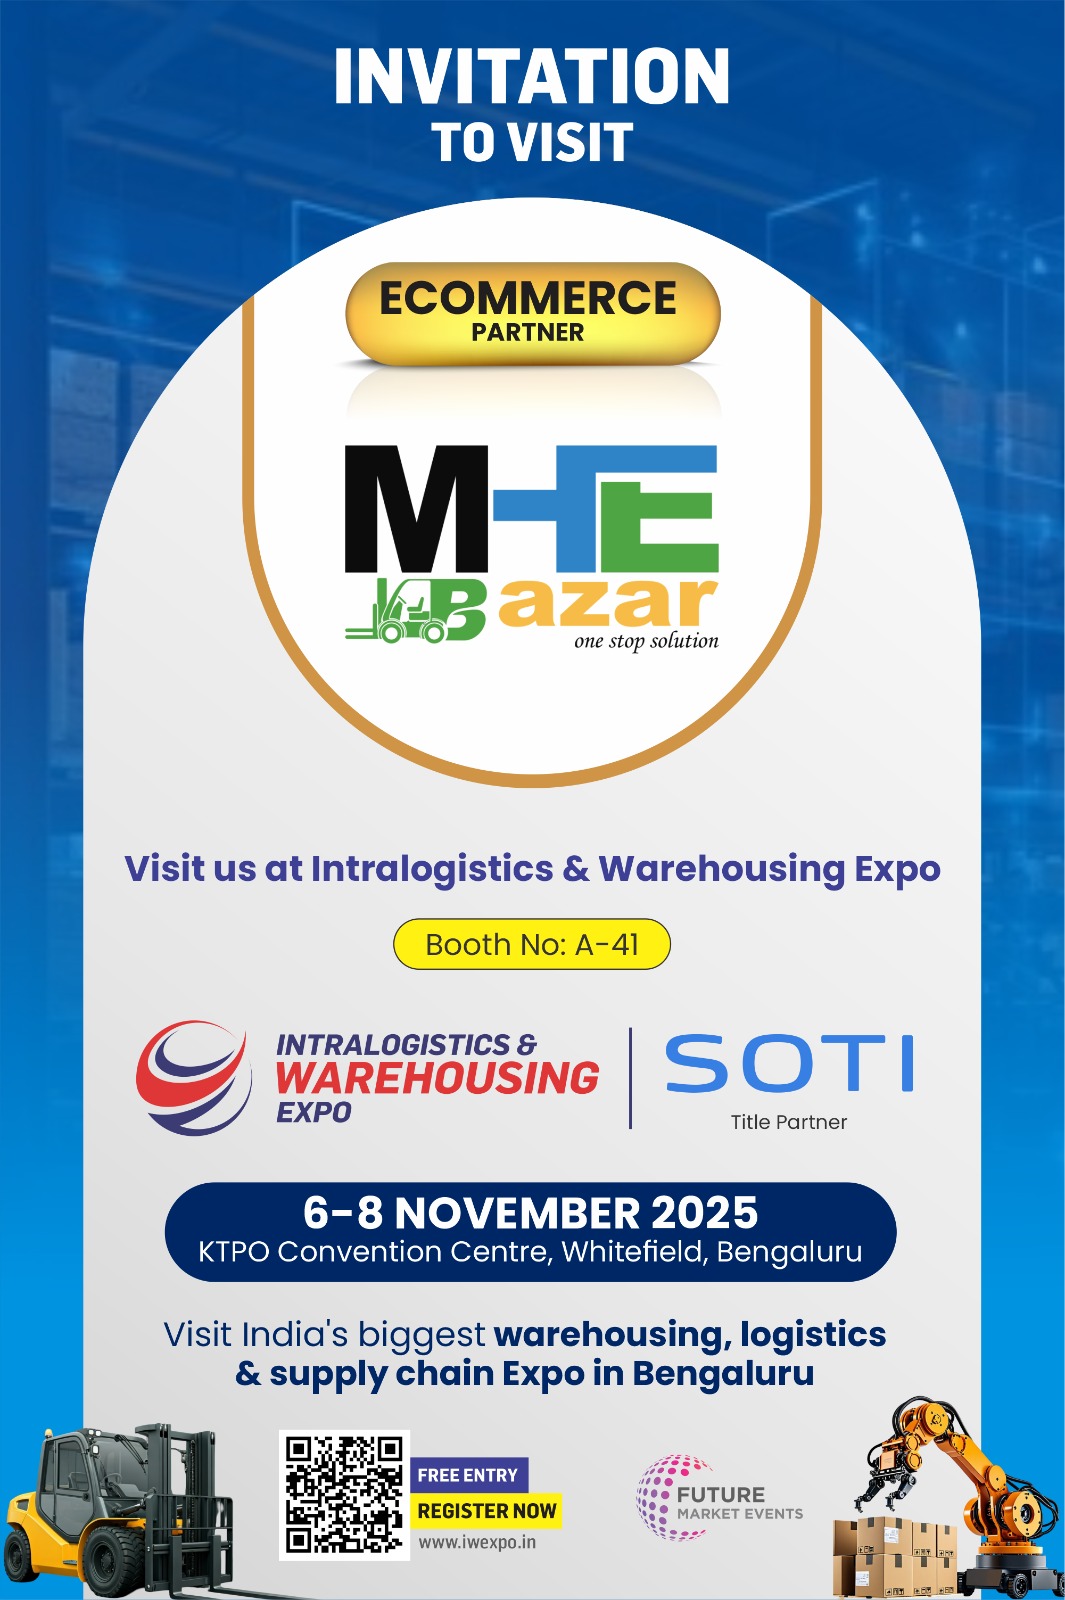 INVITATION
TO VISIT
ECOMMERCE
PARTNER
MHE
Bazar
one stop solution
Visit us at Intralogistics & Warehousing Expo
Booth No: A-41
INTRALOGISTICS &
WAREHOUSING
EXPO
SOTI
Title Partner
6-8 NOVEMBER 2025
KTPO Convention Centre, Whitefield, Bengaluru
Visit India's biggest warehousing, logistics
& supply chain Expo in Bengaluru
FREE ENTRY
REGISTER NOW
www.iwexpo.in
FUTURE
MARKET EVENTS